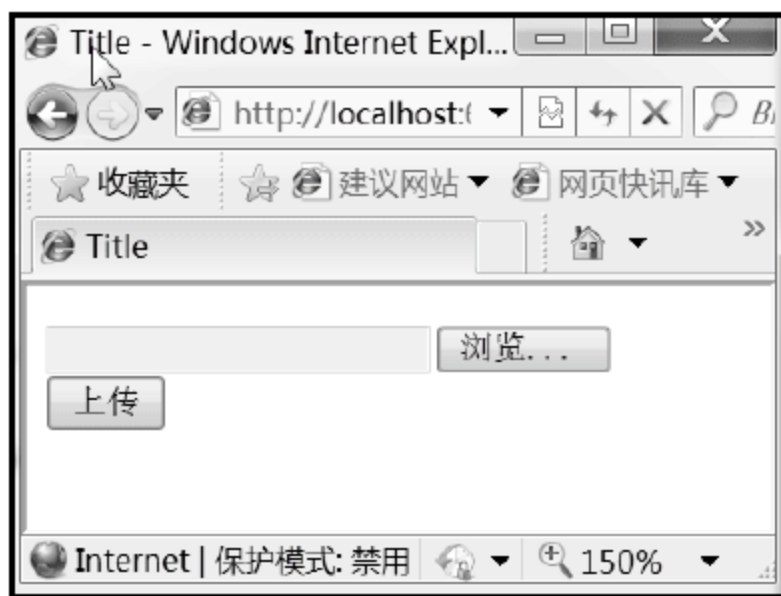 Title - Windows Internet Expl...
http://localhost:
收藏夹 建议网站 网页快讯库
Title
浏览...
上传
Internet | 保护模式: 禁用 150%